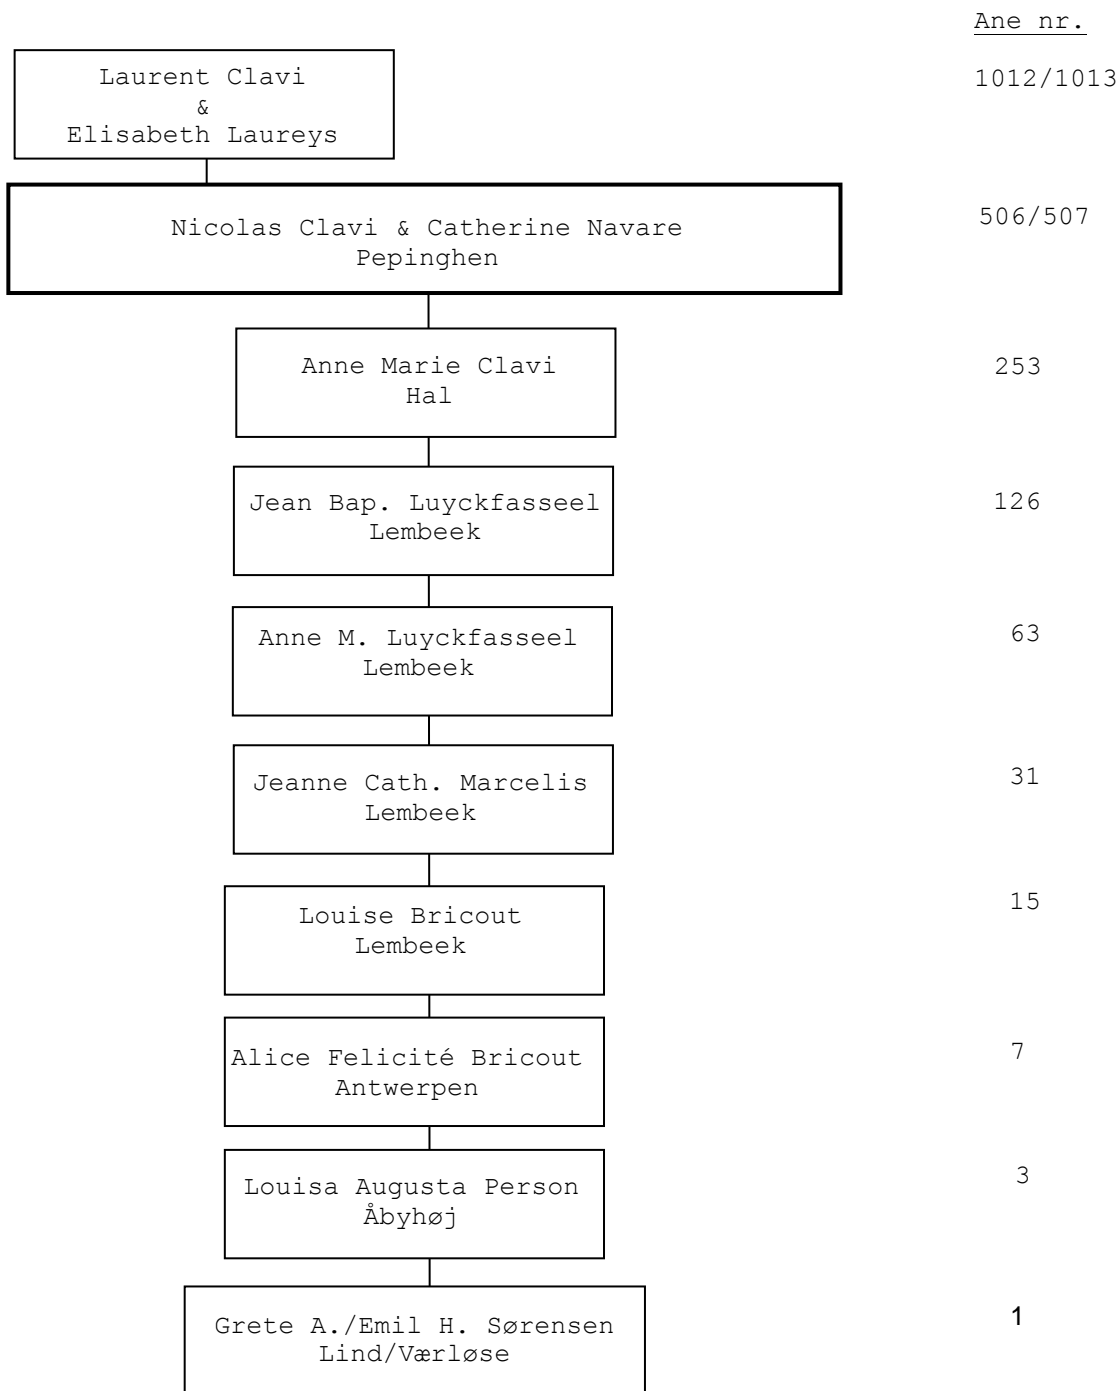 Ane nr.
Laurent Clavi
&
Elisabeth Laureys
1012/1013
Nicolas Clavi & Catherine Navare
Pepinghen
506/507
Anne Marie Clavi
Hal
253
Jean Bap. Luyckfasseel
Lembeek
126
Anne M. Luyckfasseel
Lembeek
63
Jeanne Cath. Marcelis
Lembeek
31
Louise Bricout
Lembeek
15
Alice Felicité Bricout
Antwerpen
7
Louisa Augusta Person
Åbyhøj
3
Grete A./Emil H. Sørensen
Lind/Værløse
1